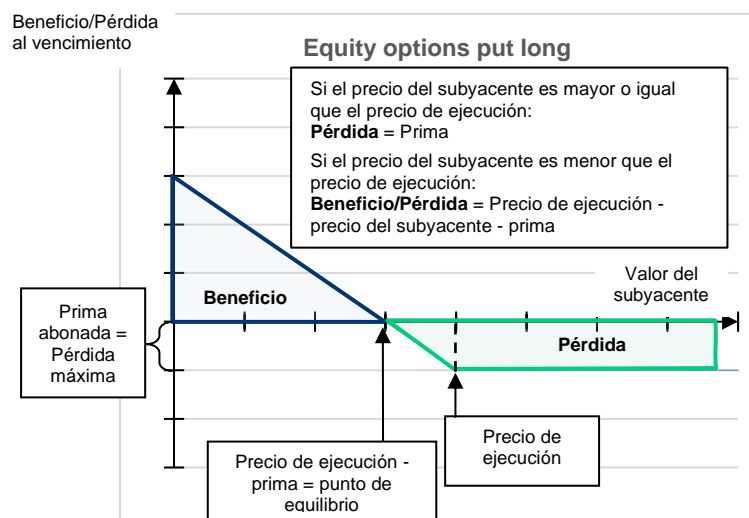 Beneficio/Pérdida
al vencimiento
Equity options put long
Si el precio del subyacente es mayor o igual
que el precio de ejecución:
Pérdida = Prima
Si el precio del subyacente es menor que el
precio de ejecución:
Beneficio/Pérdida = Precio de ejecución -
precio del subyacente - prima
Valor del
subyacente
Beneficio
Prima
abonada =
Pérdida
máxima
Pérdida
Precio de
ejecución
Precio de ejecución -
prima = punto de
equilibrio